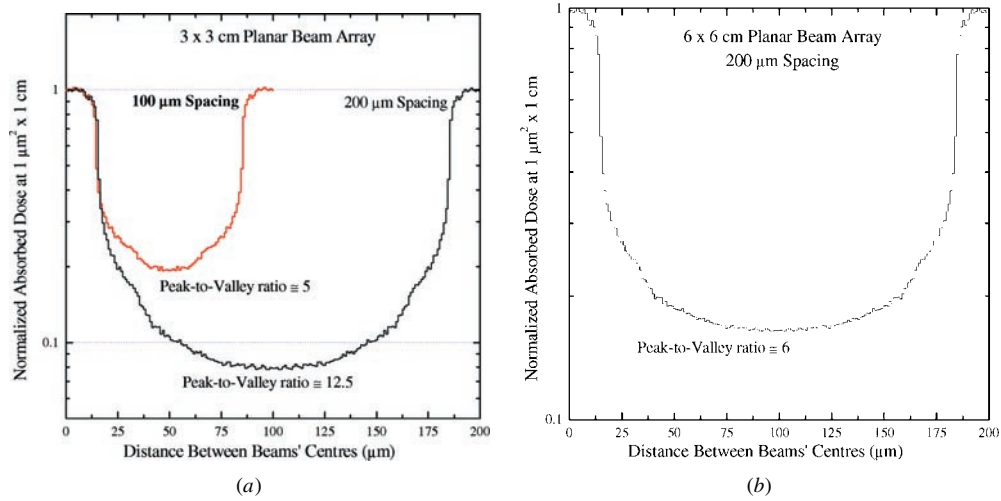 3 x 3 cm Planar Beam Array
100 µm Spacing
200 µm Spacing
Peak-to-Valley ratio ≅ 5
Peak-to-Valley ratio ≅ 12.5
Normalized Absorbed Dose at 1 µm² x 1 cm
1
0.1
0 25 50 75 100 125 150 175 200
Distance Between Beams' Centres (µm)
(a)
6 x 6 cm Planar Beam Array
200 µm Spacing
Peak-to-Valley ratio ≅ 6
Normalized Absorbed Dose at 1 µm² x 1 cm
1
0.1
0 25 50 75 100 125 150 175 200
Distance Between Beams' Centres (µm)
(b)